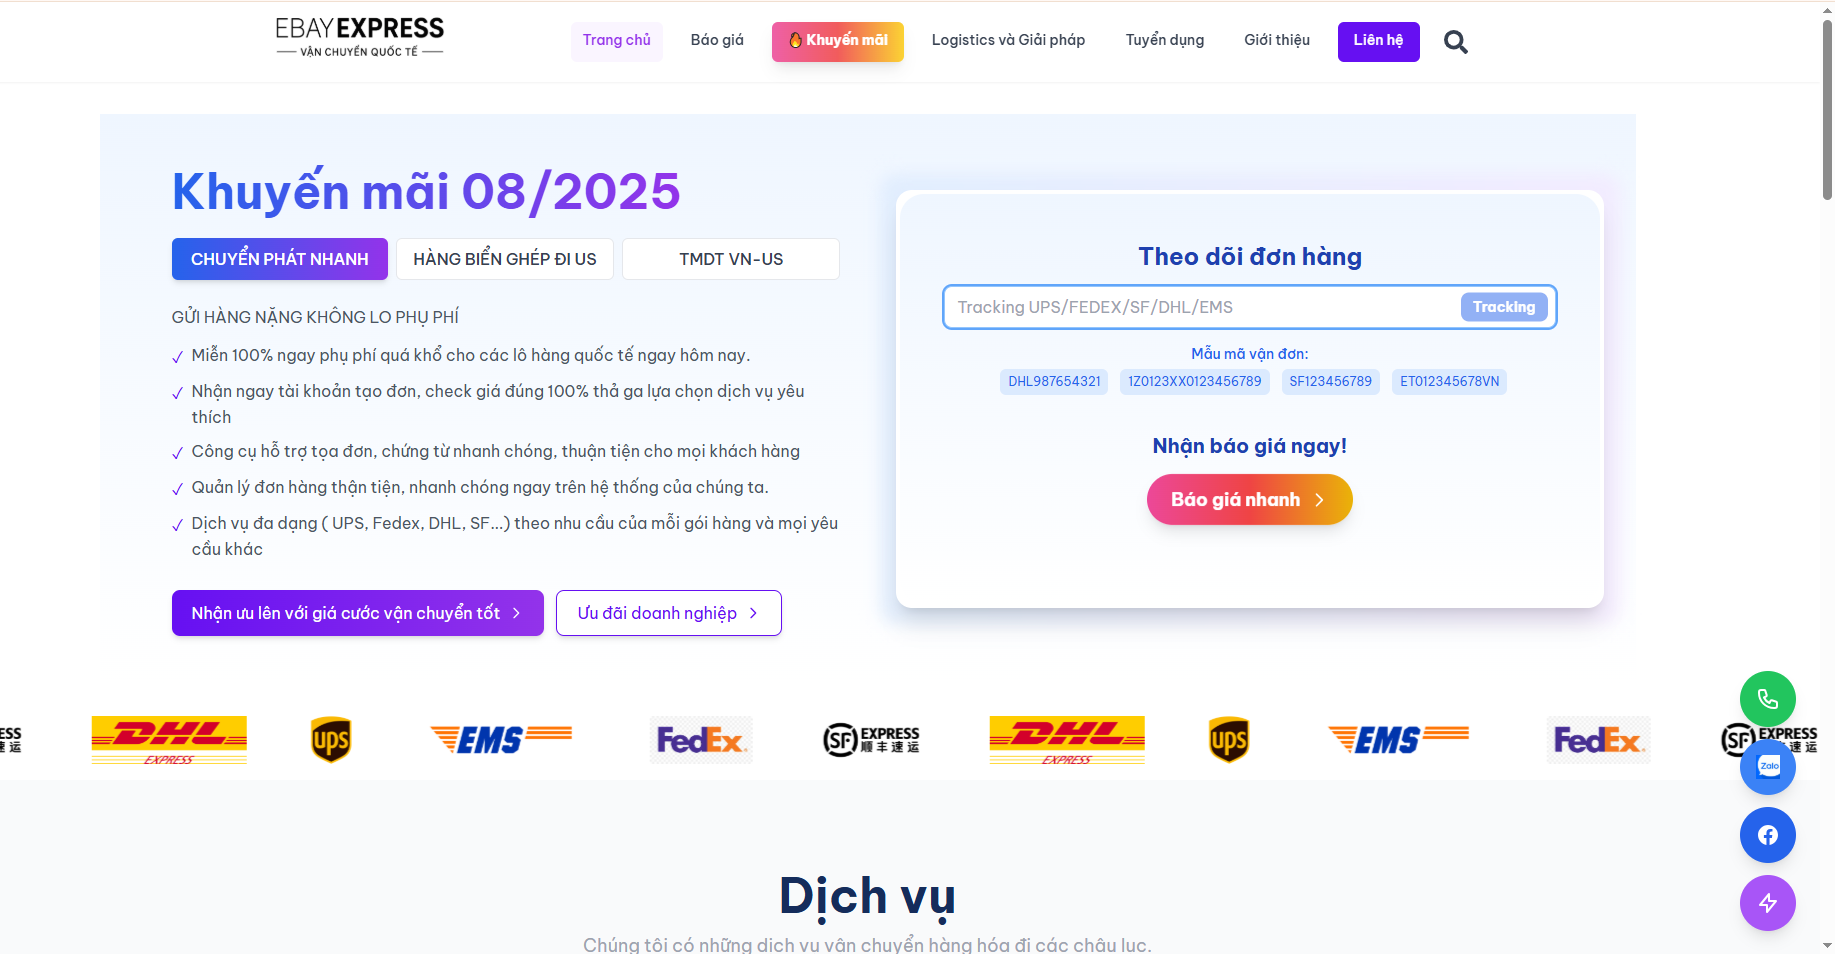 EBAYEXPRESS
VẬN CHUYỂN QUỐC TẾ
Trang chủ
Báo giá
🔥 Khuyến mãi
Logistics và Giải pháp
Tuyển dụng
Giới thiệu
Liên hệ
Khuyến mãi 08/2025
CHUYỂN PHÁT NHANH
HÀNG BIỂN GHÉP ĐI US
TMDT VN-US
GỬI HÀNG NẶNG KHÔNG LO PHỤ PHÍ
Miễn 100% ngay phụ phí quá khổ cho các lô hàng quốc tế ngay hôm nay.
Nhận ngay tài khoản tạo đơn, check giá đúng 100% thả ga lựa chọn dịch vụ yêu
thích
Công cụ hỗ trợ tọa đơn, chứng từ nhanh chóng, thuận tiện cho mọi khách hàng
Quản lý đơn hàng thận tiện, nhanh chóng ngay trên hệ thống của chúng ta.
Dịch vụ đa dạng ( UPS, Fedex, DHL, SF...) theo nhu cầu của mỗi gói hàng và mọi yêu
cầu khác
Nhận ưu lên với giá cước vận chuyển tốt
Ưu đãi doanh nghiệp
Theo dõi đơn hàng
Tracking UPS/FEDEX/SF/DHL/EMS
Tracking
Mẫu mã vận đơn:
DHL987654321
1Z0123XX0123456789
SF123456789
ET012345678VN
Nhận báo giá ngay!
Báo giá nhanh
ESS
速运
DHL
EXPRESS
ups
EMS
FedEx
SF EXPRESS
顺丰速运
DHL
EXPRESS
ups
EMS
FedEx
SF EXPRESS
速运
Zalo
Dịch vụ
Chúng tôi có những dịch vụ vận chuyển hàng hóa đi các châu lục.